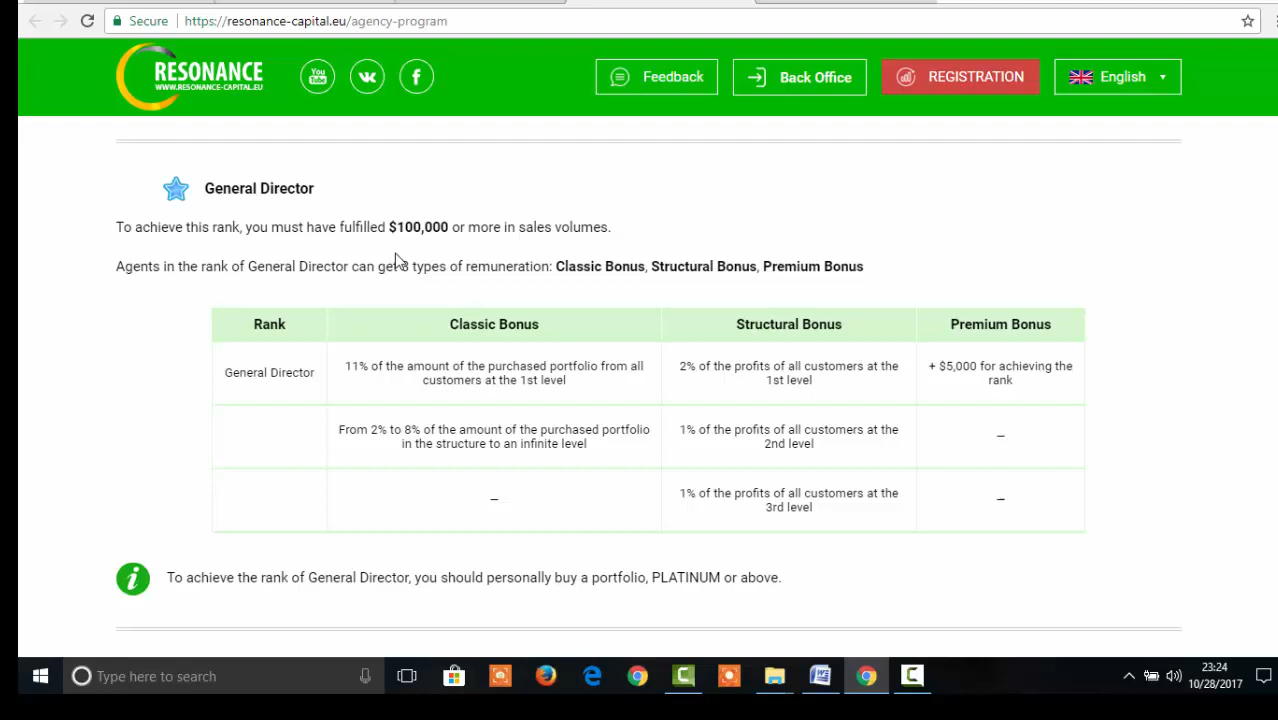 Secure https://resonance-capital.eu/agency-program
RESONANCE
WWW.RESONANCE-CAPITAL.EU
You
Tube
Feedback
Back Office
REGISTRATION
English
General Director
To achieve this rank, you must have fulfilled $100,000 or more in sales volumes.
Agents in the rank of General Director can get 3 types of remuneration: Classic Bonus, Structural Bonus, Premium Bonus
Rank Classic Bonus Structural Bonus Premium Bonus
General Director
11% of the amount of the purchased portfolio from all
customers at the 1st level
2% of the profits of all customers at the
1st level
+ $5,000 for achieving the
rank
From 2% to 8% of the amount of the purchased portfolio
in the structure to an infinite level
1% of the profits of all customers at the
2nd level
–
–
1% of the profits of all customers at the
3rd level
–
To achieve the rank of General Director, you should personally buy a portfolio, PLATINUM or above.
Type here to search
23:24
10/28/2017